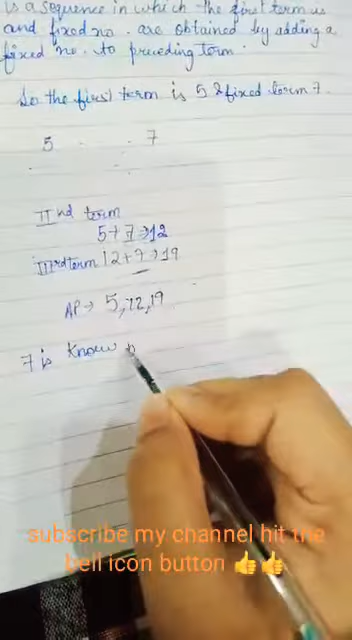 is a sequence in which the first term is
and fixed no. are obtained by adding a
fixed no. to preceding term.
So the first term is 5 & fixed term 7.
5 . . 7
IInd term
5+7→12
IIIrd term 12+7→19
AP→ 5,12,19
7 is know
subscribe my channel hit the
bell icon button 👍👍